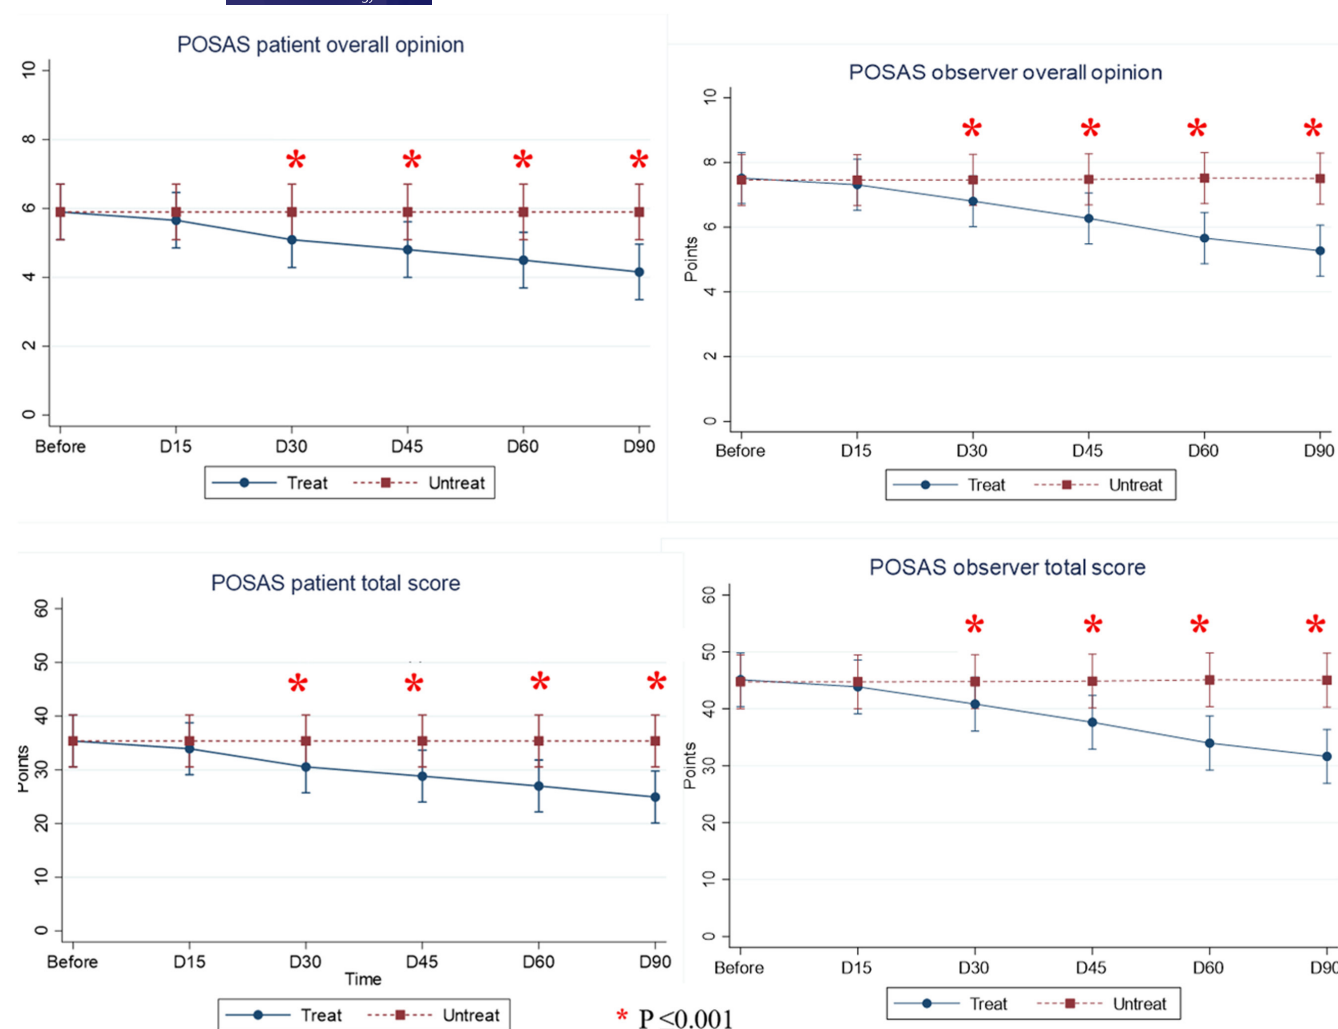 POSAS patient overall opinion
10
8
6
4
2
0
Before D15 D30 D45 D60 D90
Treat Untreat
POSAS observer overall opinion
Points
10
8
6
4
2
0
* * * *
Before D15 D30 D45 D60 D90
Treat Untreat
POSAS patient total score
Points
60
50
40
30
20
10
0
* * * *
Before D15 D30 D45 D60 D90
Time
Treat Untreat
POSAS observer total score
Points
60
50
40
30
20
10
0
* * * *
Before D15 D30 D45 D60 D90
Treat Untreat
* P ≤0.001